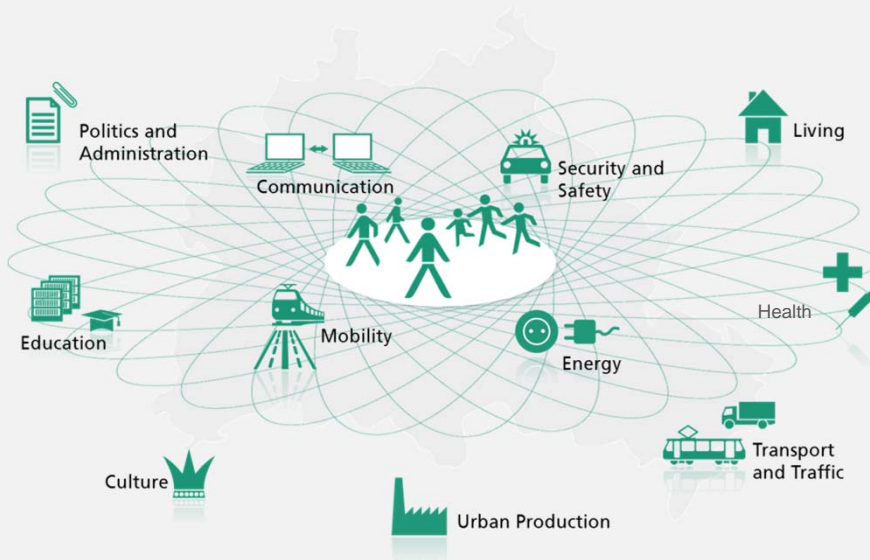 Politics and
Administration
Communication
Security and
Safety
Living
Education
Mobility
Energy
Health
Culture
Urban Production
Transport
and Traffic